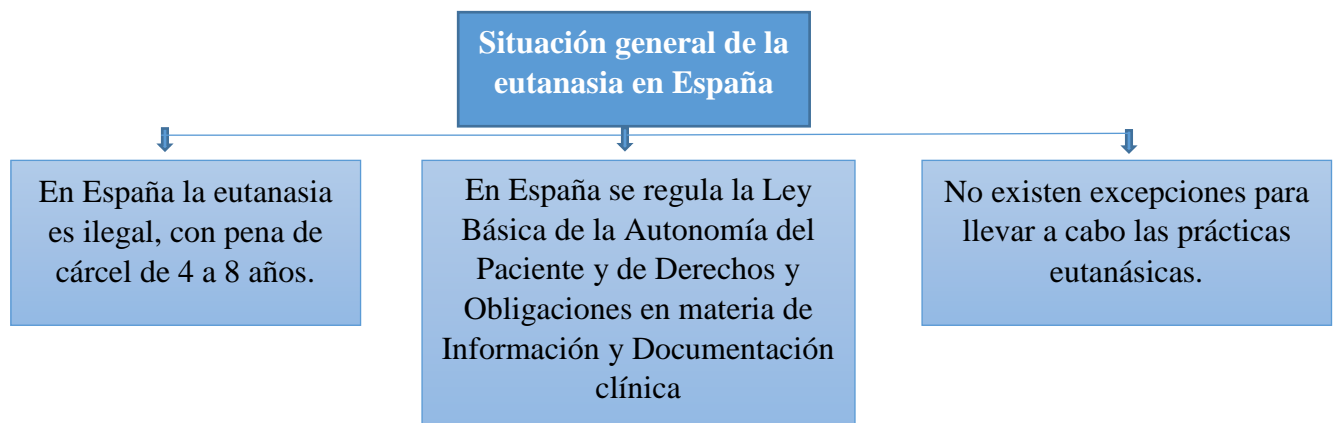 Situación general de la
eutanasia en España
En España la eutanasia
es ilegal, con pena de
cárcel de 4 a 8 años.
En España se regula la Ley
Básica de la Autonomía del
Paciente y de Derechos y
Obligaciones en materia de
Información y Documentación
clínica
No existen excepciones para
llevar a cabo las prácticas
eutanásicas.